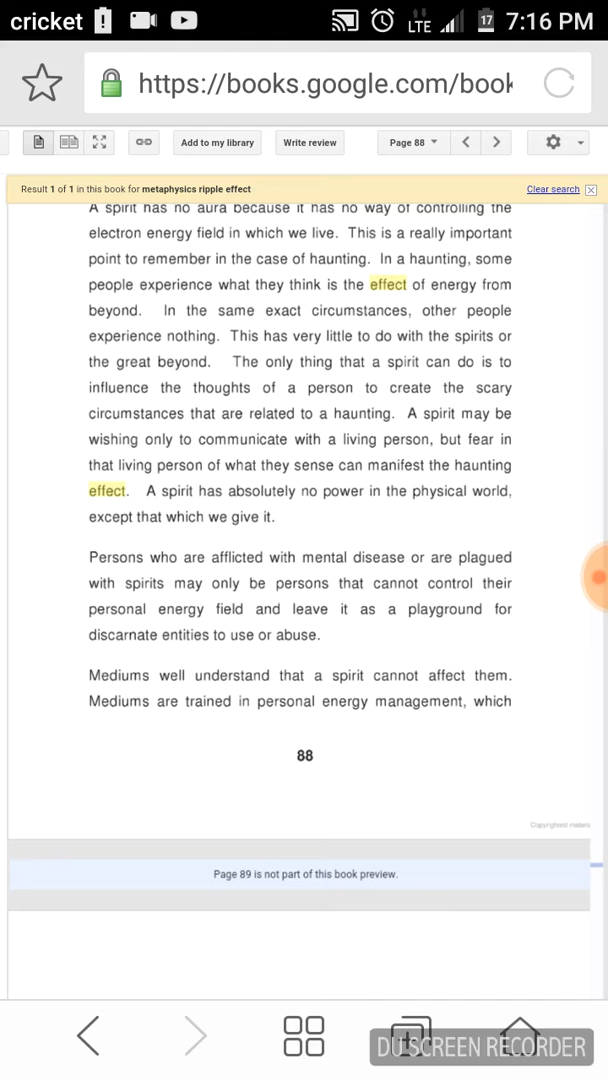 cricket ! LTE 17 7:16 PM
https://books.google.com/book
Add to my library Write review Page 88
Result 1 of 1 in this book for metaphysics ripple effect Clear search
A spirit has no aura because it has no way of controlling the
electron energy field in which we live. This is a really important
point to remember in the case of haunting. In a haunting, some
people experience what they think is the effect of energy from
beyond. In the same exact circumstances, other people
experience nothing. This has very little to do with the spirits or
the great beyond. The only thing that a spirit can do is to
influence the thoughts of a person to create the scary
circumstances that are related to a haunting. A spirit may be
wishing only to communicate with a living person, but fear in
that living person of what they sense can manifest the haunting
effect. A spirit has absolutely no power in the physical world,
except that which we give it.
Persons who are afflicted with mental disease or are plagued
with spirits may only be persons that cannot control their
personal energy field and leave it as a playground for
discarnate entities to use or abuse.
Mediums well understand that a spirit cannot affect them.
Mediums are trained in personal energy management, which
88
Copyrighted materi
Page 89 is not part of this book preview.
DU SCREEN RECORDER